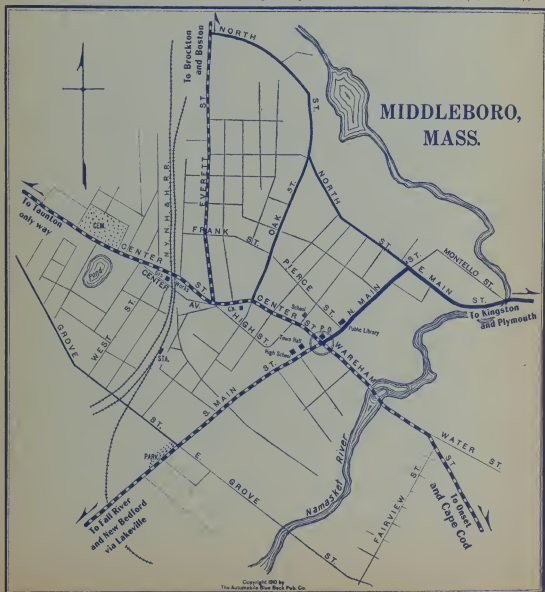 MIDDLEBORO,
MASS.
To Brockton
and Boston
NORTH
ST.
N.Y.N.H.&H.R.R.
EVERETT
ST.
To Taunton
only way
CEM.
CENTER
ST.
Pond
FRANK
ST.
OAK ST.
NORTH
ST.
PIERCE
ST.
MONTELLO ST.
E. MAIN
ST.
To Kingston
and Plymouth
CENTER
AV.
WEST ST.
GROVE
ST.
HIGH ST.
CH.
CENTER ST.
School
P.O.
N. MAIN
ST.
Public Library
Town Hall
High School
STA.
S. MAIN
ST.
WAREHAM
ST.
WATER ST.
PARK
E.
GROVE
ST.
Namasket River
FAIRVIEW ST.
To Fall River
and New Bedford
via Lakeville
To Onset
and Cape Cod
Copyright 1910 by
The Automobile Blue Book Pub. Co.